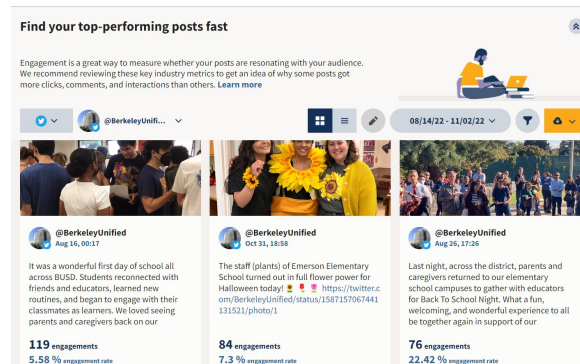 Find your top-performing posts fast
Engagement is a great way to measure whether your posts are resonating with your audience.
We recommend reviewing these key industry metrics to get an idea of why some posts got
more clicks, comments, and interactions than others. Learn more
@BerkeleyUnifi...
08/14/22 - 11/02/22
@BerkeleyUnified
Aug 16, 00:17
It was a wonderful first day of school all
across BUSD. Students reconnected with
friends and educators, learned new
routines, and began to engage with their
classmates as learners. We loved seeing
parents and caregivers back on our
119 engagements
5.58 % engagement rate
@BerkeleyUnified
Oct 31, 18:58
The staff (plants) of Emerson Elementary
School turned out in full flower power for
Halloween today! 🌻 🌹 🌷 https://twitter.c
om/BerkeleyUnified/status/1587157067441
131521/photo/1
84 engagements
7.3 % engagement rate
@BerkeleyUnified
Aug 26, 17:26
Last night, across the district, parents and
caregivers returned to our elementary
school campuses to gather with educators
for Back To School Night. What a fun,
welcoming, and wonderful experience to all
be together again in support of our
76 engagements
22.42 % engagement rate